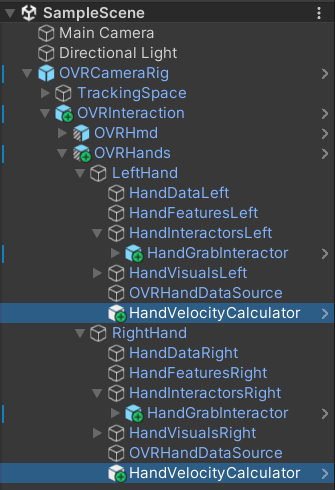 SampleScene
Main Camera
Directional Light
OVRCameraRig
TrackingSpace
OVRInteraction
OVRHmd
OVRHands
LeftHand
HandDataLeft
HandFeaturesLeft
HandInteractorsLeft
HandGrabInteractor
HandVisualsLeft
OVRHandDataSource
HandVelocityCalculator
RightHand
HandDataRight
HandFeaturesRight
HandInteractorsRight
HandGrabInteractor
HandVisualsRight
OVRHandDataSource
HandVelocityCalculator